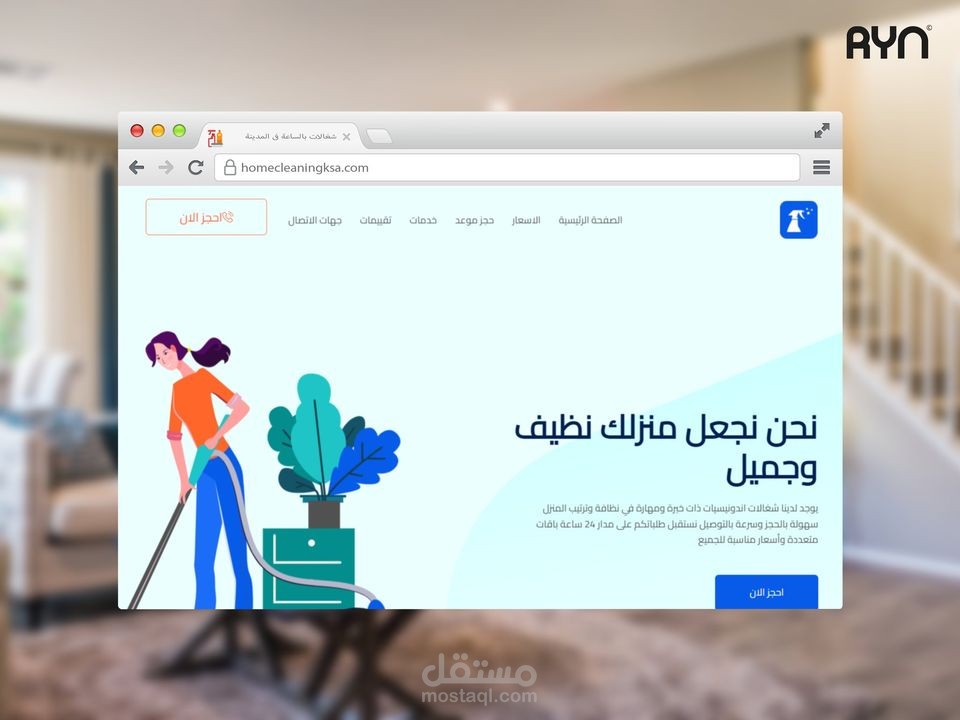 RYN©
شغالات بالساعة في المدينة
homecleaningksa.com
الصفحة الرئيسية الاسعار حجز موعد خدمات تقييمات جهات الاتصال احجز الان
نحن نجعل منزلك نظيف
وجميل
يوجد لدينا شغالات اندونيسيات ذات خبرة ومهارة في نظافة وترتيب المنزل
سهولة بالحجز وسرعة بالتوصيل نستقبل طلباتكم على مدار 24 ساعة باقات
متعددة وأسعار مناسبة للجميع
احجز الان
مستقل
mostaql.com